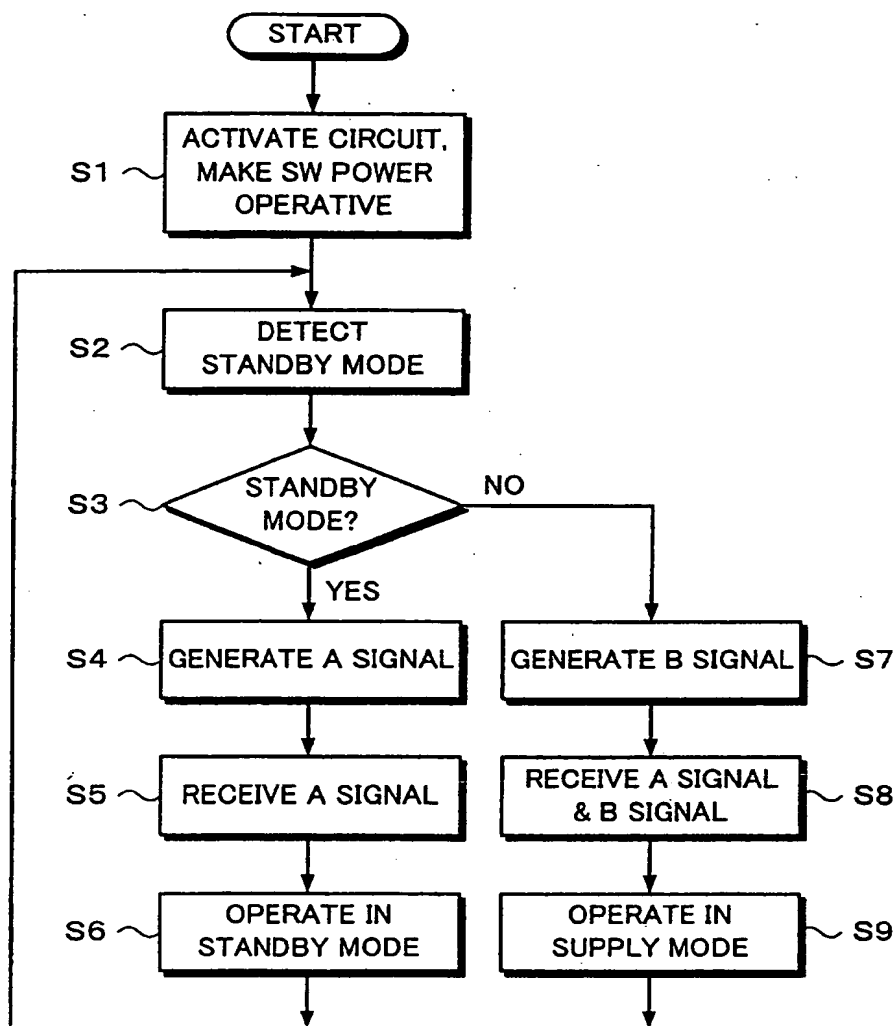 START
S1
ACTIVATE CIRCUIT,
MAKE SW POWER
OPERATIVE
S2
DETECT
STANDBY MODE
S3
STANDBY
MODE?
NO
YES
S4
GENERATE A SIGNAL
GENERATE B SIGNAL
S7
S5
RECEIVE A SIGNAL
RECEIVE A SIGNAL
& B SIGNAL
S8
S6
OPERATE IN
STANDBY MODE
OPERATE IN
SUPPLY MODE
S9